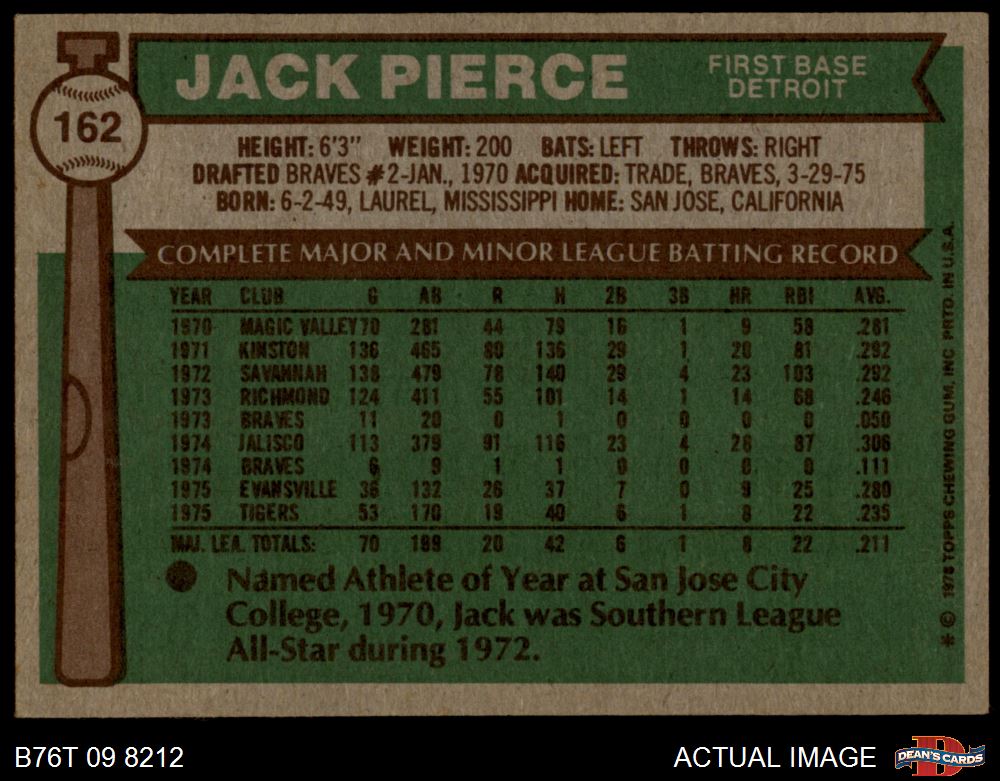 162
JACK PIERCE
FIRST BASE
DETROIT
HEIGHT: 6'3" WEIGHT: 200 BATS: LEFT THROWS: RIGHT
DRAFTED BRAVES #2-JAN., 1970 ACQUIRED: TRADE, BRAVES, 3-29-75
BORN: 6-2-49, LAUREL, MISSISSIPPI HOME: SAN JOSE, CALIFORNIA
COMPLETE MAJOR AND MINOR LEAGUE BATTING RECORD
YEAR CLUB G AB R H 2B 3B HR RBI AVG.
1970 MAGIC VALLEY 70 281 44 79 16 1 9 58 .281
1971 KINSTON 136 465 80 136 29 1 20 81 .292
1972 SAVANNAH 138 479 78 140 29 4 23 103 .292
1973 RICHMOND 124 411 55 101 14 1 14 68 .246
1973 BRAVES 11 20 0 1 0 0 0 0 .050
1974 JALISCO 113 379 91 116 23 4 28 87 .306
1974 BRAVES 6 9 1 1 0 0 0 0 .111
1975 EVANSVILLE 36 132 26 37 7 0 9 25 .280
1975 TIGERS 53 170 19 40 6 1 8 22 .235
MAJ. LEA. TOTALS: 70 199 20 42 6 1 8 22 .211
Named Athlete of Year at San Jose City
College, 1970, Jack was Southern League
All-Star during 1972.
* © 1976 TOPPS CHEWING GUM, INC PRTD. IN U.S.A.
B76T 09 8212
ACTUAL IMAGE
D
DEAN'S CARDS